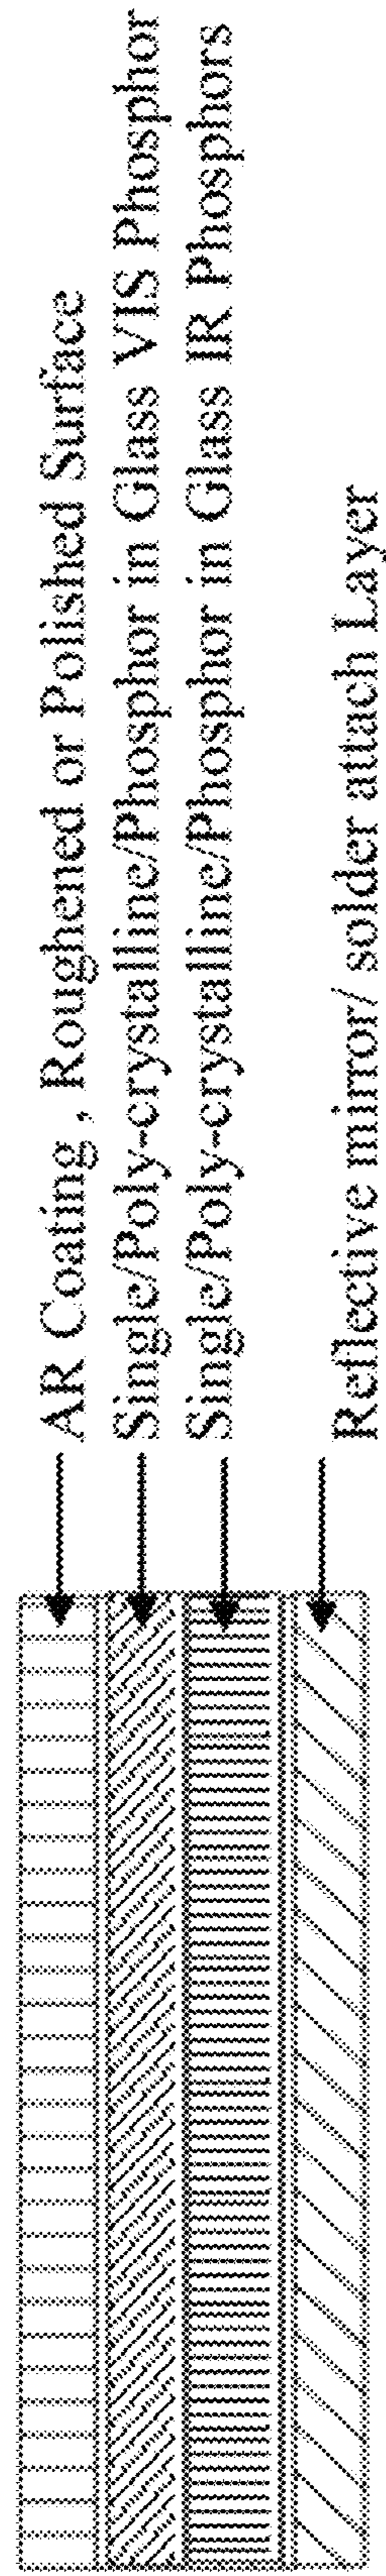 AR Coating , Roughened or Polished Surface
Single/Poly-crystalline/Phosphor in Glass VIS Phosphor
Single/Poly-crystalline/Phosphor in Glass IR Phosphors
Reflective mirror/ solder attach Layer